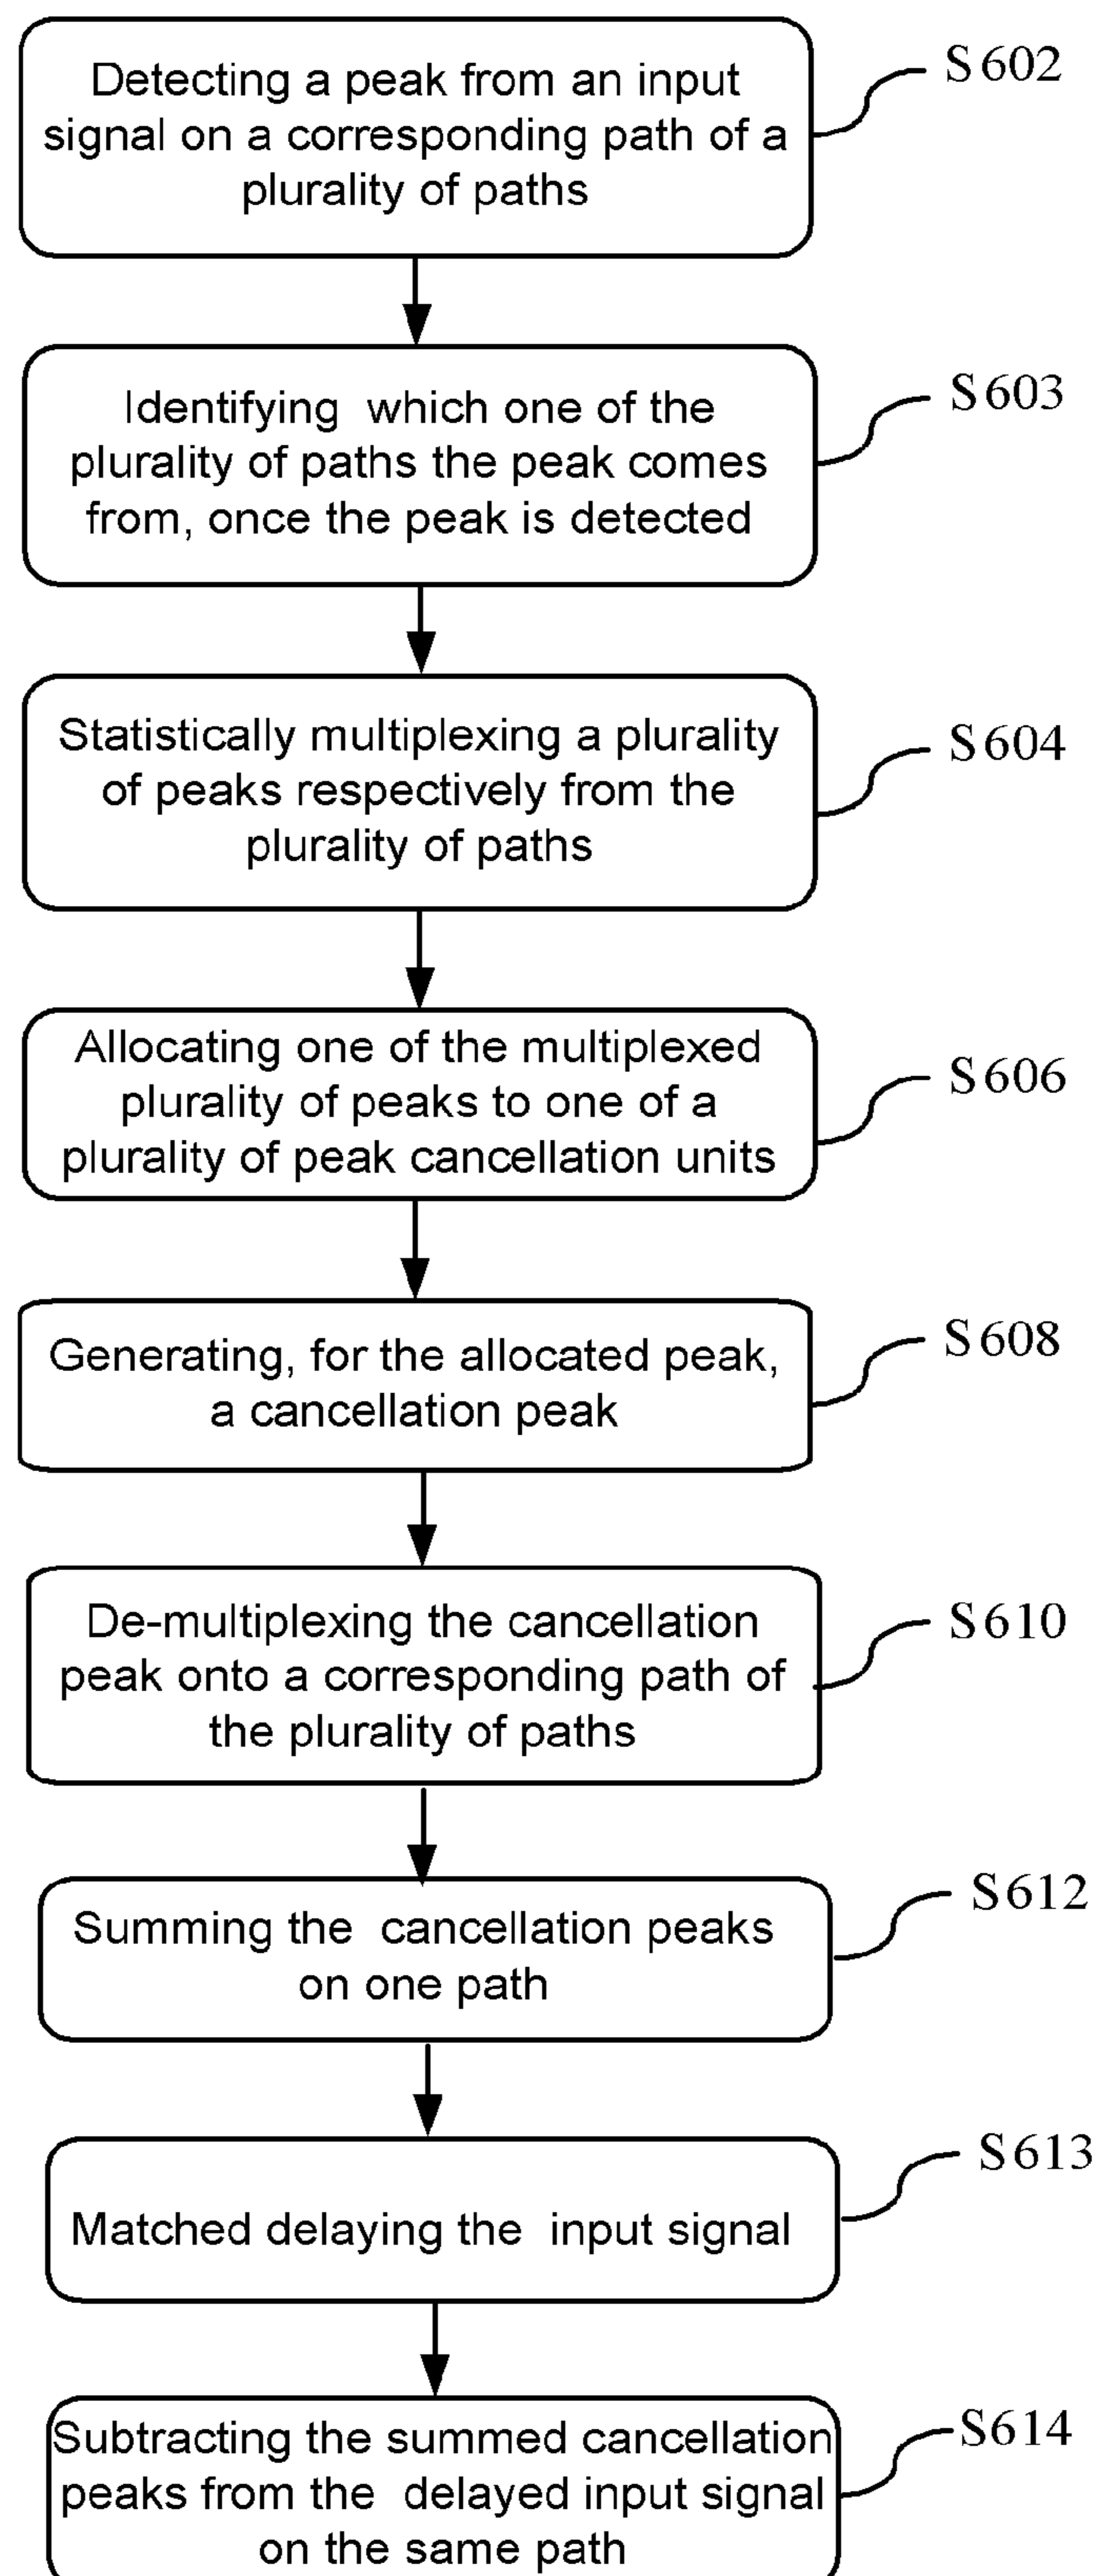 Detecting a peak from an input
signal on a corresponding path of a
plurality of paths
S602
Identifying which one of the
plurality of paths the peak comes
from, once the peak is detected
S603
Statistically multiplexing a plurality
of peaks respectively from the
plurality of paths
S604
Allocating one of the multiplexed
plurality of peaks to one of a
plurality of peak cancellation units
S606
Generating, for the allocated peak,
a cancellation peak
S608
De-multiplexing the cancellation
peak onto a corresponding path of
the plurality of paths
S610
Summing the cancellation peaks
on one path
S612
Matched delaying the input signal
S613
Subtracting the summed cancellation
peaks from the delayed input signal
on the same path
S614